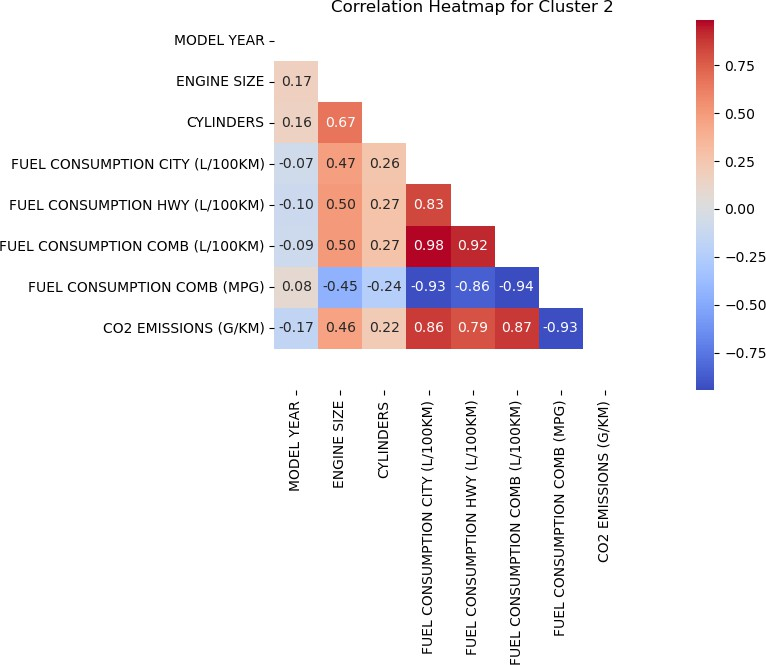 Correlation Heatmap for Cluster 2
MODEL YEAR
ENGINE SIZE 0.17
CYLINDERS 0.16 0.67
FUEL CONSUMPTION CITY (L/100KM) -0.07 0.47 0.26
FUEL CONSUMPTION HWY (L/100KM) -0.10 0.50 0.27 0.83
FUEL CONSUMPTION COMB (L/100KM) -0.09 0.50 0.27 0.98 0.92
FUEL CONSUMPTION COMB (MPG) 0.08 -0.45 -0.24 -0.93 -0.86 -0.94
CO2 EMISSIONS (G/KM) -0.17 0.46 0.22 0.86 0.79 0.87 -0.93
MODEL YEAR
ENGINE SIZE
CYLINDERS
FUEL CONSUMPTION CITY (L/100KM)
FUEL CONSUMPTION HWY (L/100KM)
FUEL CONSUMPTION COMB (L/100KM)
FUEL CONSUMPTION COMB (MPG)
CO2 EMISSIONS (G/KM)
0.75
0.50
0.25
0.00
−0.25
−0.50
−0.75